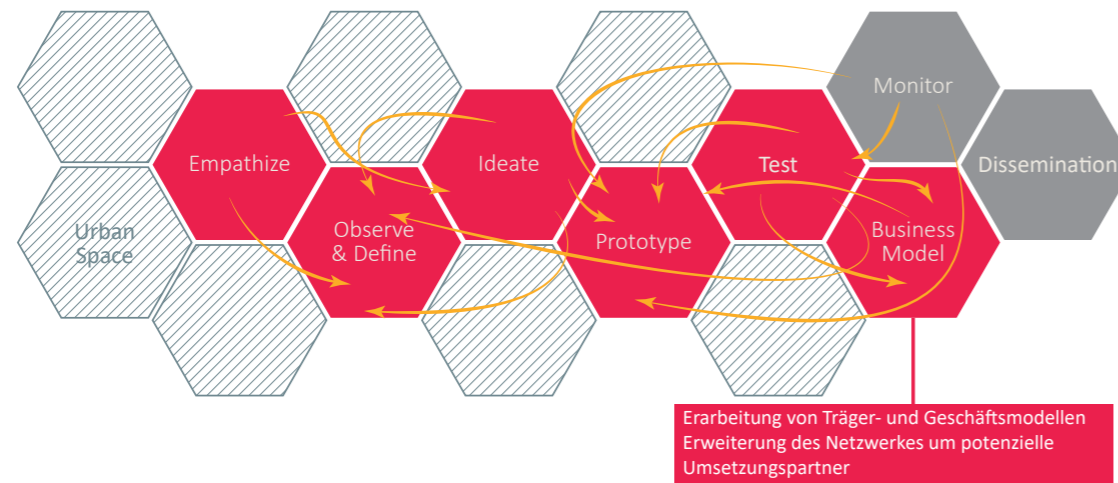 Monitor
Empathize
Ideate
Test
Dissemination
Urban
Space
Observe
& Define
Prototype
Business
Model
Erarbeitung von Träger- und Geschäftsmodellen
Erweiterung des Netzwerkes um potenzielle
Umsetzungspartner